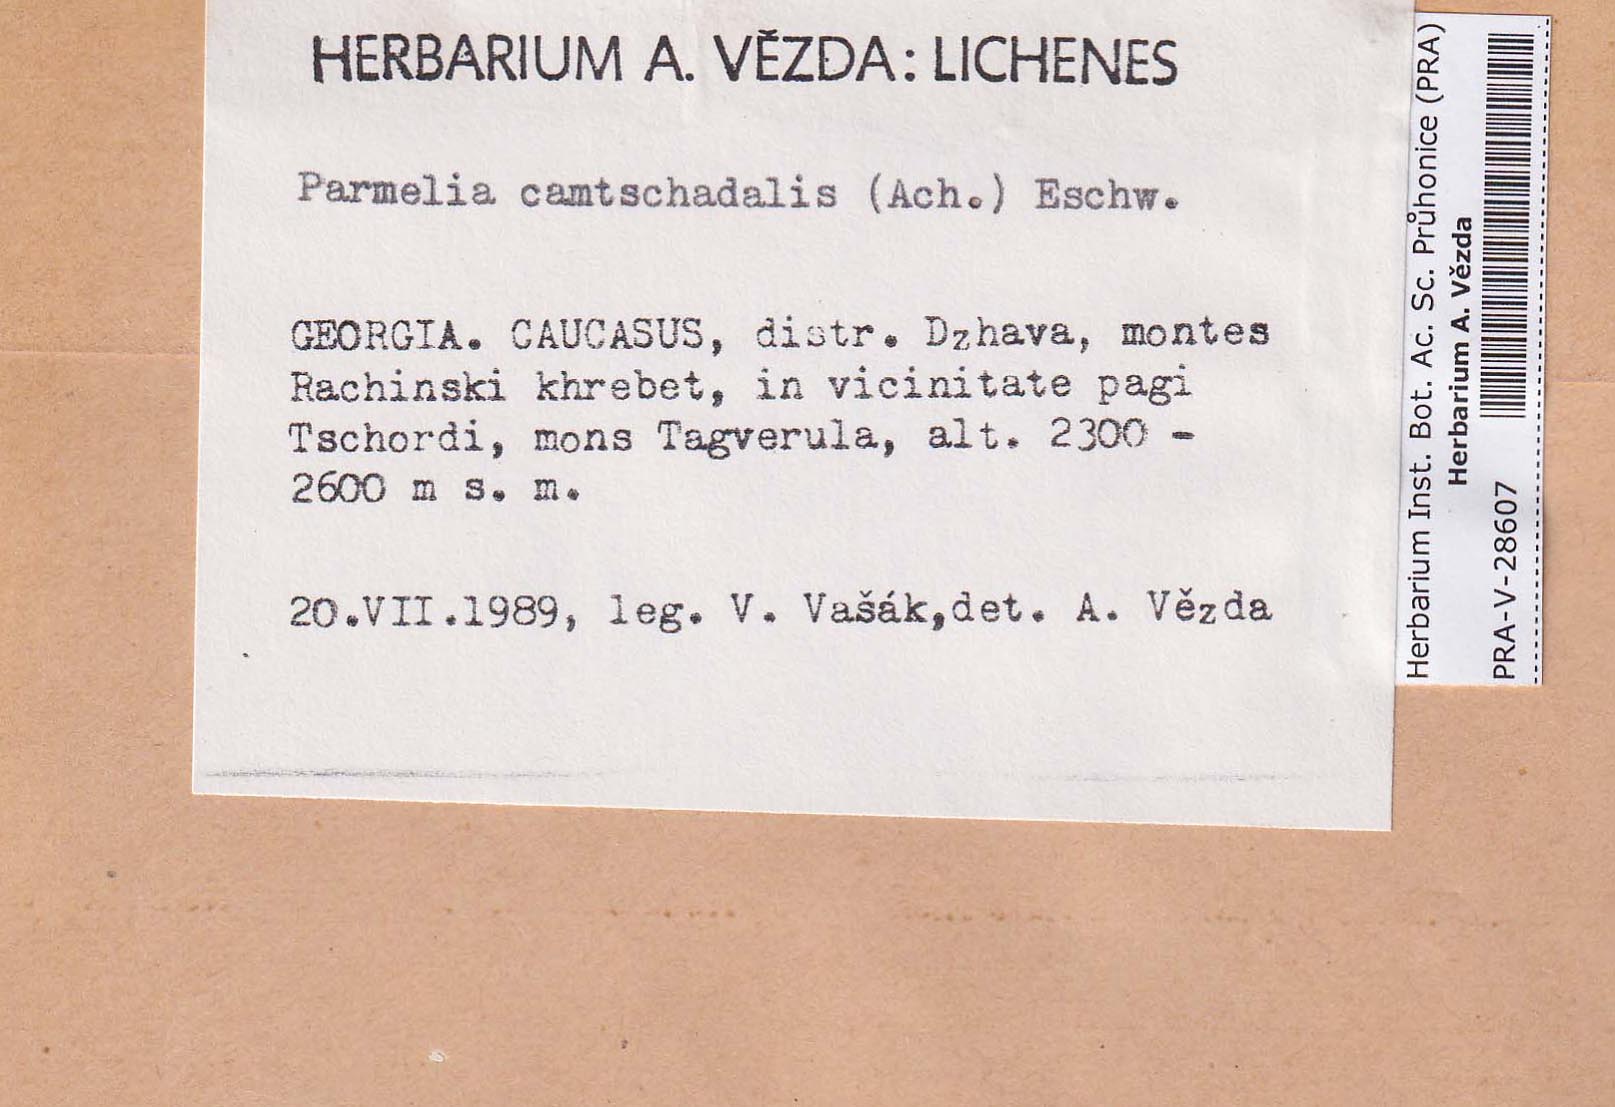 HERBARIUM A. VĚZDA: LICHENES
Parmelia camtschadalis (Ach.) Eschw.
GEORGIA. CAUCASUS, distr. Dzhava, montes
Rachinski khrebet, in vicinitate pagi
Tschordi, mons Tagverula, alt. 2300 -
2600 m s. m.
20.VII.1989, leg. V. Vašák,det. A. Vězda
Herbarium Inst. Bot. Ac. Sc. Průhonice (PRA)
Herbarium A. Vězda
PRA-V-28607